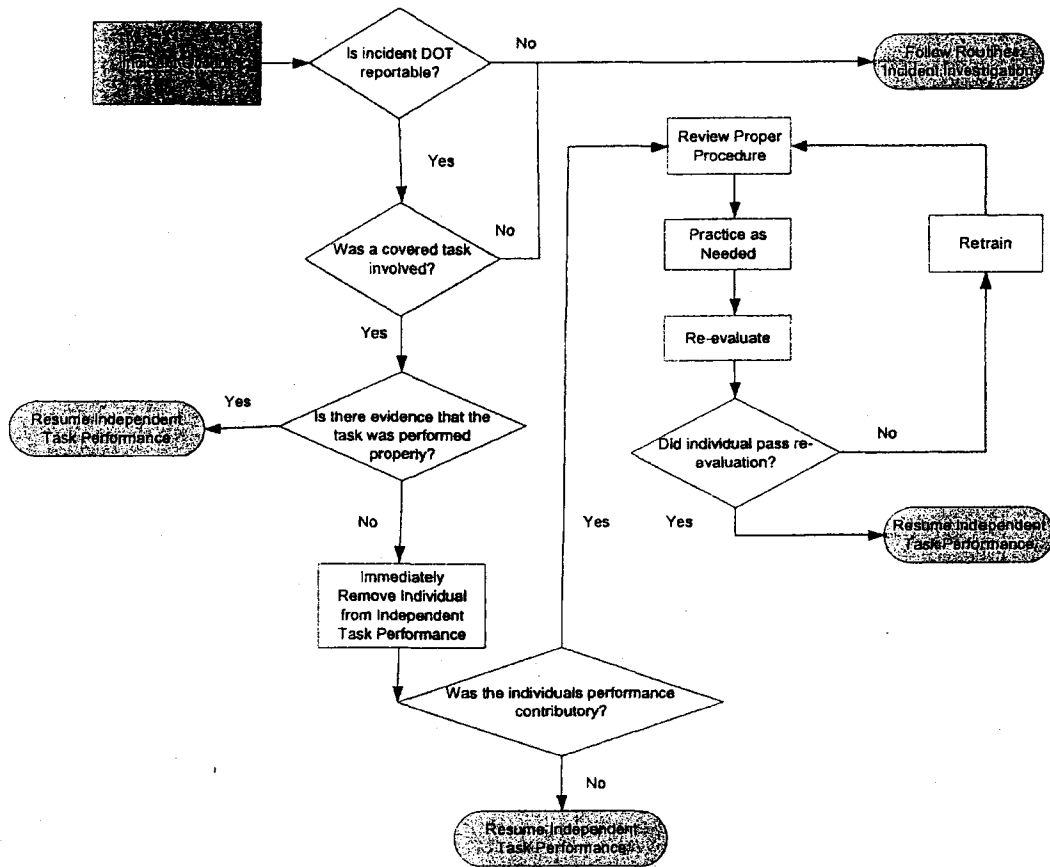 Is incident DOT
reportable?
No
Follow Routine
Incident Investigation
Yes
Review Proper
Procedure
Was a covered task
involved?
No
Practice as
Needed
Retrain
Yes
Re-evaluate
Is there evidence that the
task was performed
properly?
Yes
Resume Independent
Task Performance
Did individual pass re-
evaluation?
No
No
Yes
Yes
Resume Independent
Task Performance
Immediately
Remove Individual
from Independent
Task Performance
Was the individuals performance
contributory?
No
Resume Independent
Task Performance